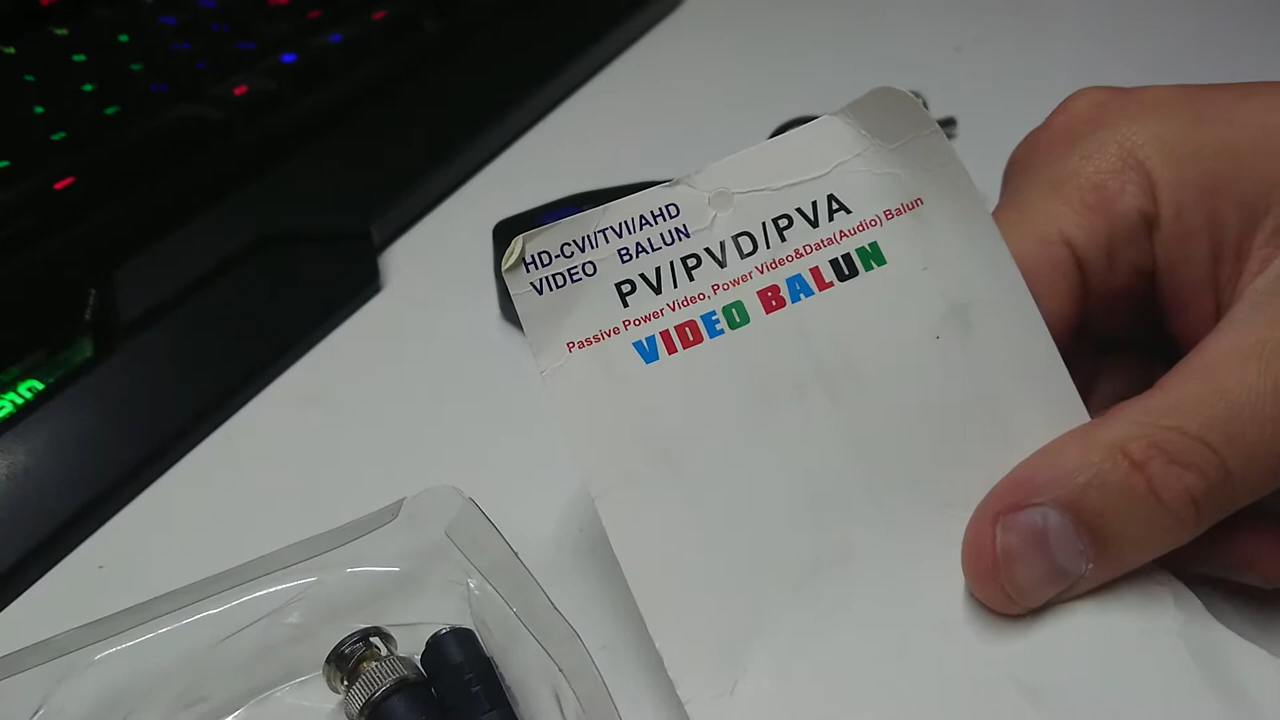 HD-CVI/TVI/AHD
VIDEO BALUN
PV/PVD/PVA
Passive Power Video, Power Video&Data(Audio) Balun
VIDEO BALUN